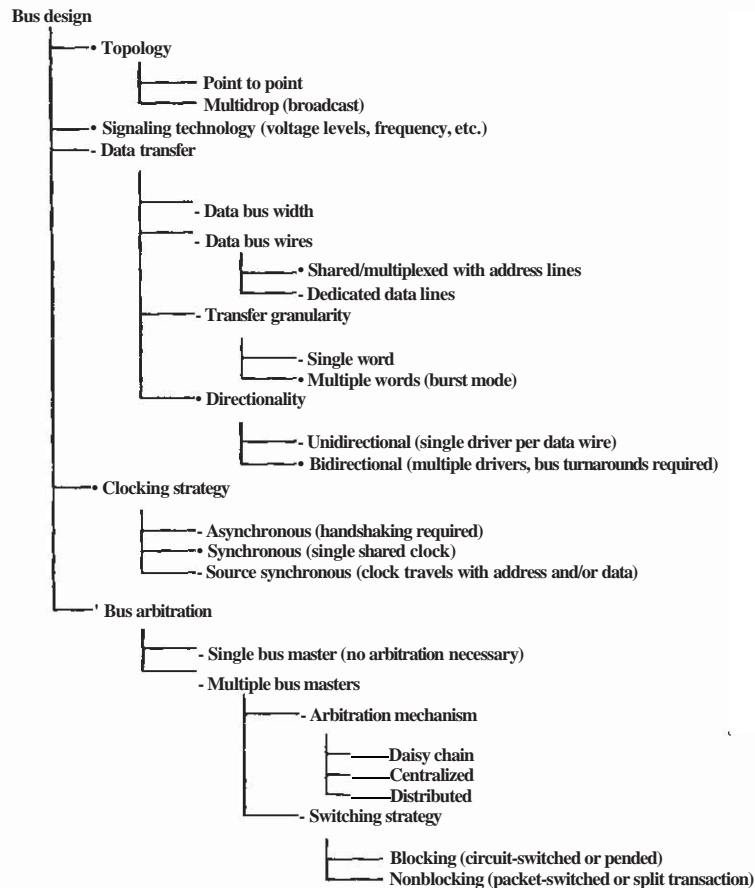 Bus design
• Topology
Point to point
Multidrop (broadcast)
• Signaling technology (voltage levels, frequency, etc.)
- Data transfer
- Data bus width
- Data bus wires
• Shared/multiplexed with address lines
- Dedicated data lines
- Transfer granularity
- Single word
• Multiple words (burst mode)
• Directionality
- Unidirectional (single driver per data wire)
• Bidirectional (multiple drivers, bus turnarounds required)
• Clocking strategy
- Asynchronous (handshaking required)
• Synchronous (single shared clock)
- Source synchronous (clock travels with address and/or data)
' Bus arbitration
- Single bus master (no arbitration necessary)
- Multiple bus masters
- Arbitration mechanism
Daisy chain
Centralized
Distributed
- Switching strategy
Blocking (circuit-switched or pended)
Nonblocking (packet-switched or split transaction)